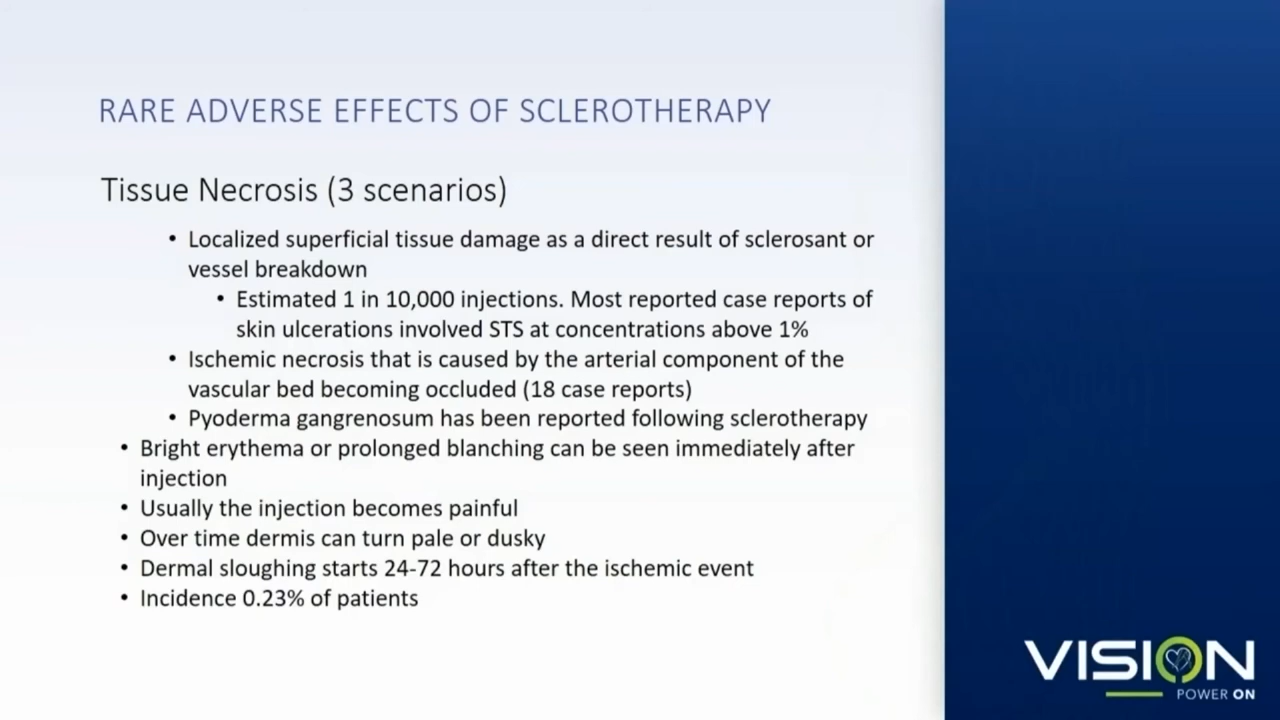 RARE ADVERSE EFFECTS OF SCLEROTHERAPY
Tissue Necrosis (3 scenarios)
• Localized superficial tissue damage as a direct result of sclerosant or
vessel breakdown
• Estimated 1 in 10,000 injections. Most reported case reports of
skin ulcerations involved STS at concentrations above 1%
• Ischemic necrosis that is caused by the arterial component of the
vascular bed becoming occluded (18 case reports)
• Pyoderma gangrenosum has been reported following sclerotherapy
• Bright erythema or prolonged blanching can be seen immediately after
injection
• Usually the injection becomes painful
• Over time dermis can turn pale or dusky
• Dermal sloughing starts 24-72 hours after the ischemic event
• Incidence 0.23% of patients
VISION
POWER ON